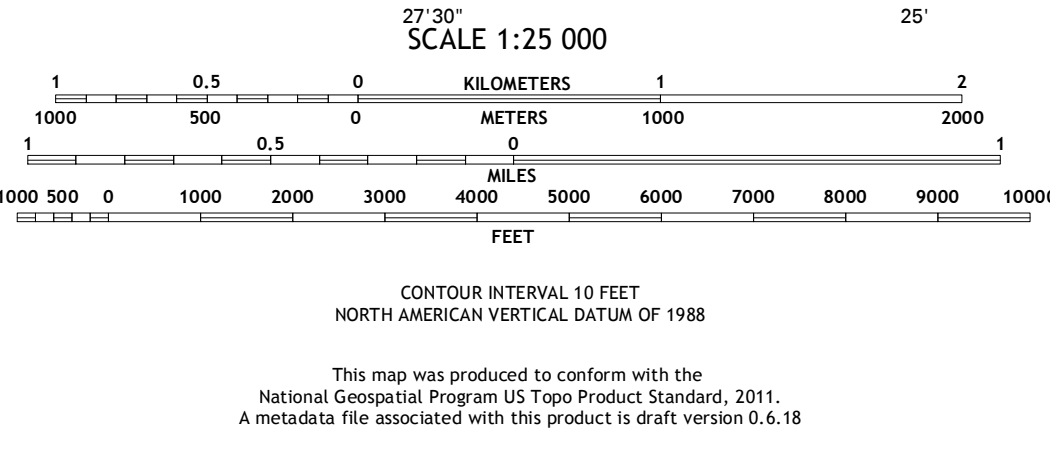 27'30" 25'
SCALE 1:25 000
1 0.5 0 KILOMETERS 1 2
1000 500 0 METERS 1000 2000
1 0.5 0 1
MILES
1000 500 0 1000 2000 3000 4000 5000 6000 7000 8000 9000 10000
FEET
CONTOUR INTERVAL 10 FEET
NORTH AMERICAN VERTICAL DATUM OF 1988
This map was produced to conform with the
National Geospatial Program US Topo Product Standard, 2011.
A metadata file associated with this product is draft version 0.6.18